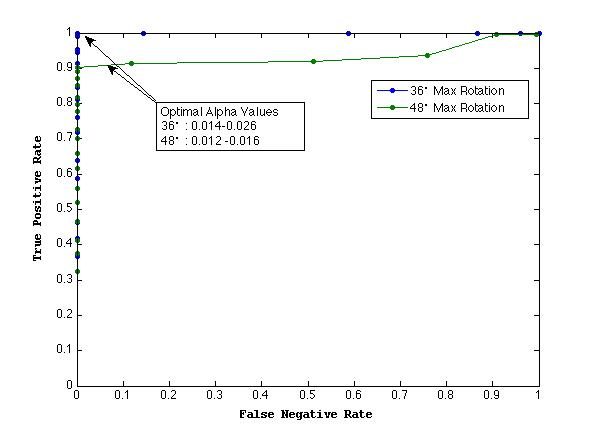 1
0.9
0.8
0.7
0.6
0.5
0.4
0.3
0.2
0.1
0
True Positive Rate
36° Max Rotation
48° Max Rotation
Optimal Alpha Values
36° : 0.014-0.026
48° : 0.012 -0.016
0 0.1 0.2 0.3 0.4 0.5 0.6 0.7 0.8 0.9 1
False Negative Rate